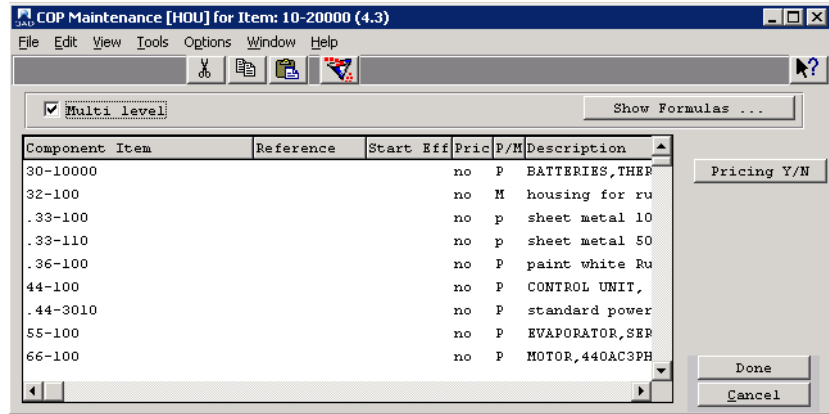 COP Maintenance [HOU] for Item: 10-20000 (4.3)
File Edit View Tools Options Window Help
Multi level Show Formulas ...
Component Item Reference Start Eff Pric P/M Description
30-10000 no P BATTERIES,THER
Pricing Y/N
32-100 no M housing for ru
.33-100 no p sheet metal 10
.33-110 no p sheet metal 50
.36-100 no P paint white Ru
44-100 no P CONTROL UNIT,
.44-3010 no P standard power
55-100 no P EVAPORATOR,SER
66-100 no P MOTOR,440AC3PH
Done
Cancel